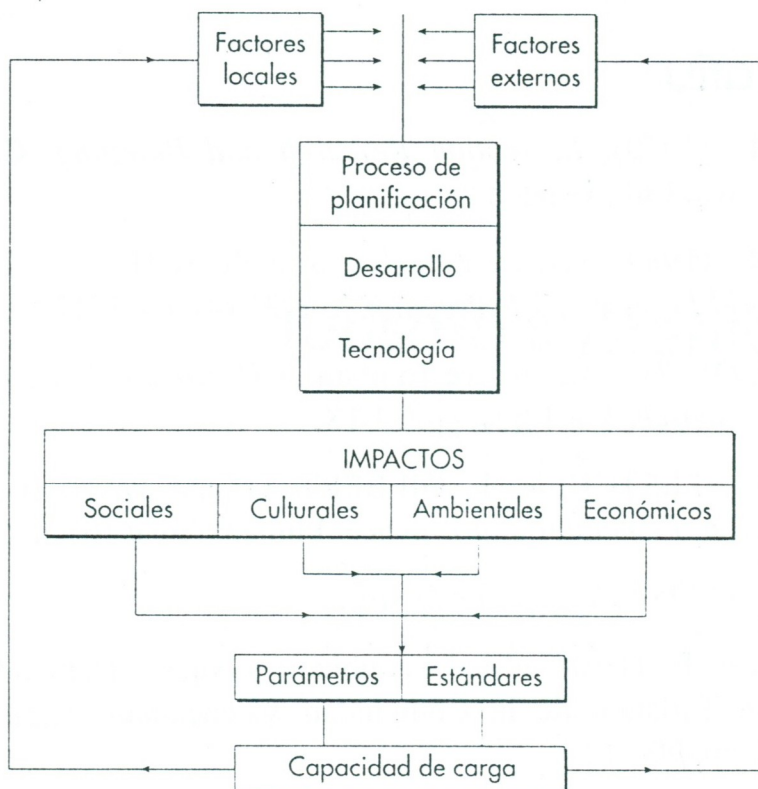 Factores
locales
Factores
externos
Proceso de
planificación
Desarrollo
Tecnología
IMPACTOS
Sociales
Culturales
Ambientales
Económicos
Parámetros
Estándares
Capacidad de carga